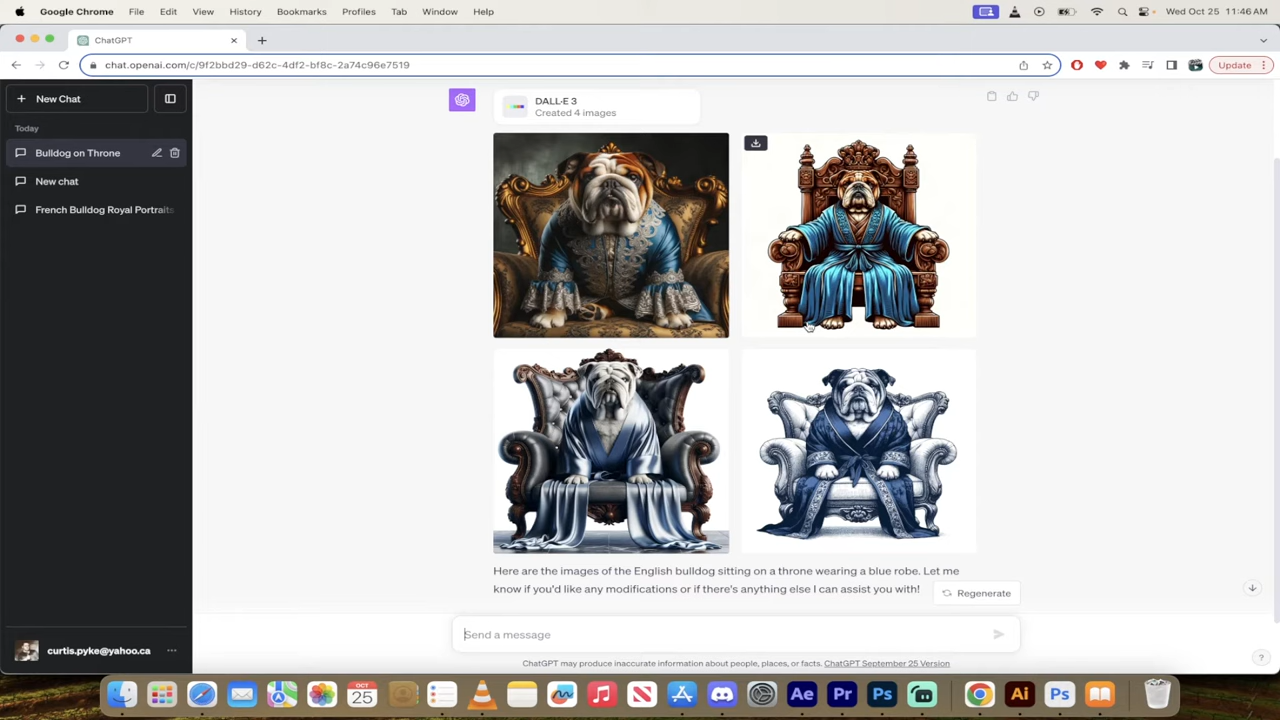 Google Chrome File Edit View History Bookmarks Profiles Tab Window Help Wed Oct 25 11:46 AM
ChatGPT
chat.openai.com/c/9f2bbd29-d62c-4df2-bf8c-2a74c96e7519 Update
New Chat
Today
Bulldog on Throne
New chat
French Bulldog Royal Portraits
DALL·E 3
Created 4 images
Here are the images of the English bulldog sitting on a throne wearing a blue robe. Let me
know if you'd like any modifications or if there's anything else I can assist you with!
Regenerate
Send a message
ChatGPT may produce inaccurate information about people, places, or facts. ChatGPT September 25 Version
?
curtis.pyke@yahoo.ca
OCT
25
Ae Pr Ps Ai Ps